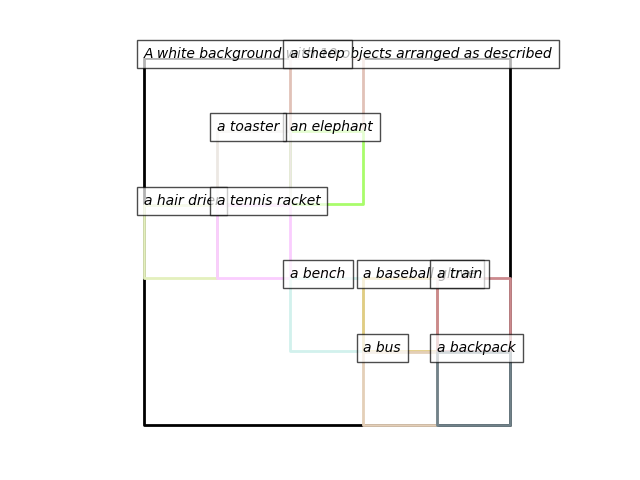 A white background with 10 objects arranged as described
a sheep
a toaster
an elephant
a hair drier
a tennis racket
a bench
a baseball glove
a train
a bus
a backpack